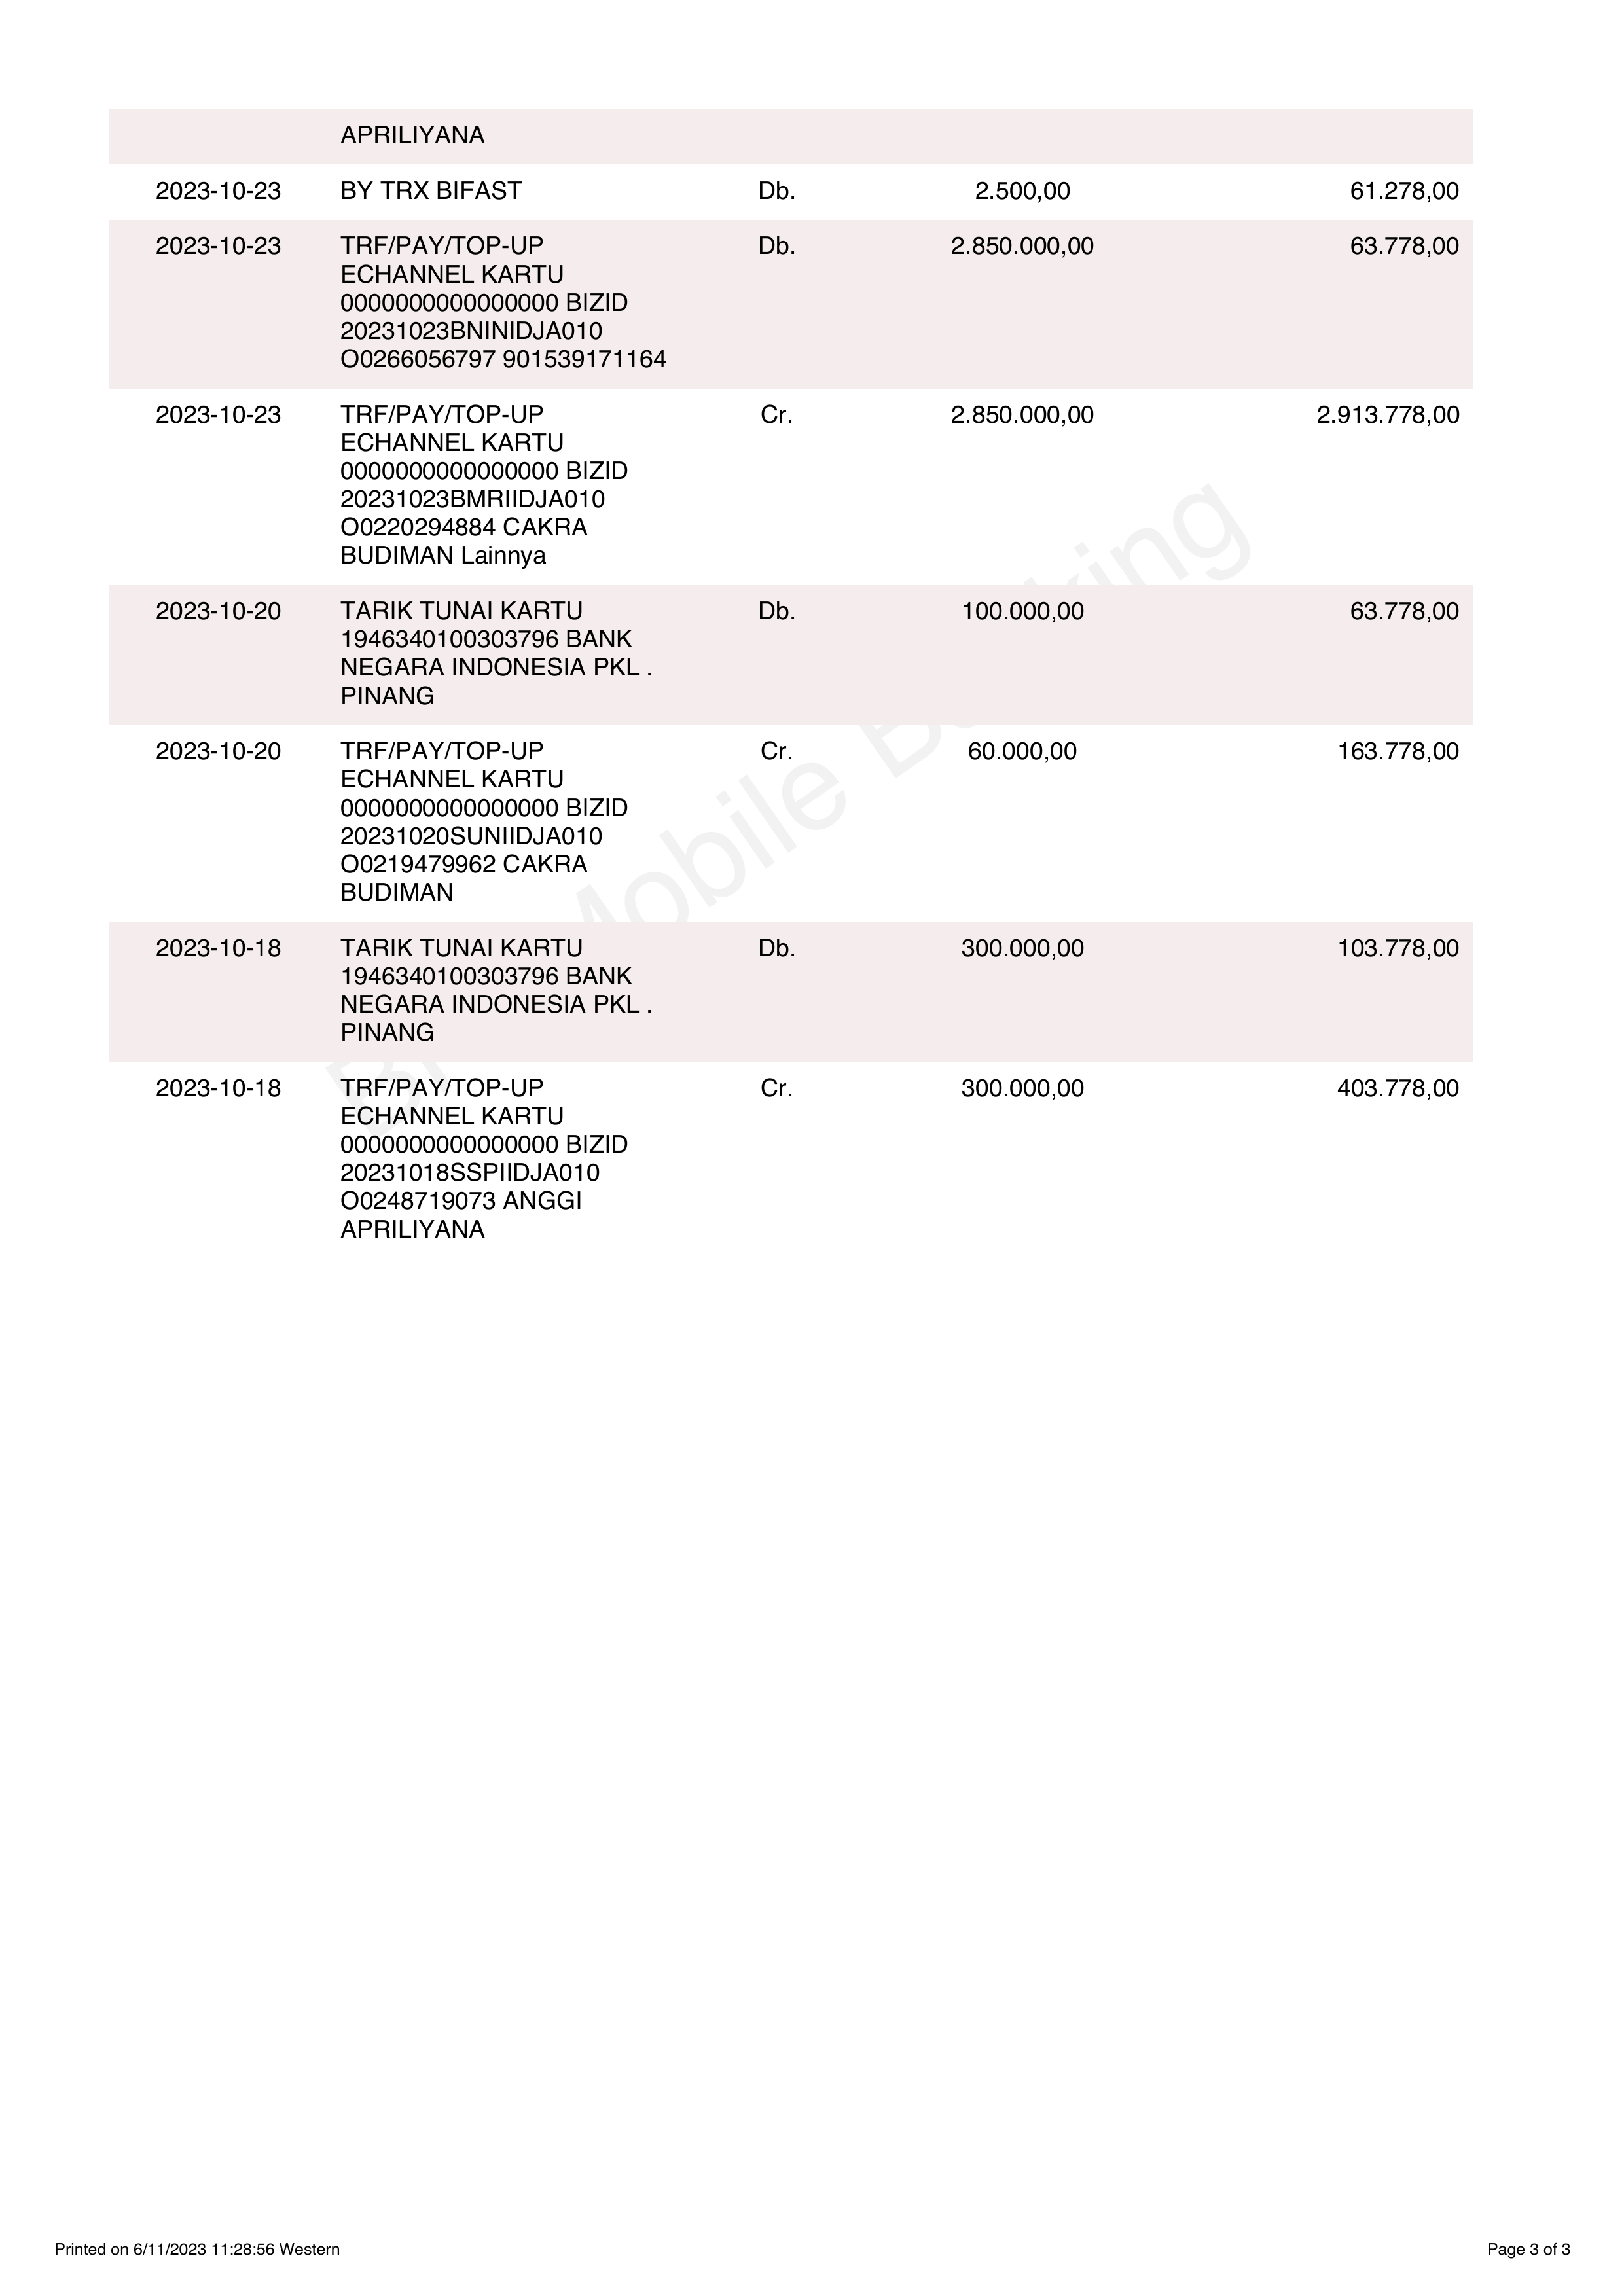 APRILIYANA
2023-10-23 BY TRX BIFAST Db. 2.500,00 61.278,00
2023-10-23 TRF/PAY/TOP-UP Db. 2.850.000,00 63.778,00
ECHANNEL KARTU
0000000000000000 BIZID
20231023BNINIDJA010
O0266056797 901539171164
2023-10-23 TRF/PAY/TOP-UP Cr. 2.850.000,00 2.913.778,00
ECHANNEL KARTU
0000000000000000 BIZID
20231023BMRIIDJA010
O0220294884 CAKRA
BUDIMAN Lainnya
2023-10-20 TARIK TUNAI KARTU Db. 100.000,00 63.778,00
1946340100303796 BANK
NEGARA INDONESIA PKL .
PINANG
2023-10-20 TRF/PAY/TOP-UP Cr. 60.000,00 163.778,00
ECHANNEL KARTU
0000000000000000 BIZID
20231020SUNIIDJA010
O0219479962 CAKRA
BUDIMAN
2023-10-18 TARIK TUNAI KARTU Db. 300.000,00 103.778,00
1946340100303796 BANK
NEGARA INDONESIA PKL .
PINANG
2023-10-18 TRF/PAY/TOP-UP Cr. 300.000,00 403.778,00
ECHANNEL KARTU
0000000000000000 BIZID
20231018SSPIIDJA010
O0248719073 ANGGI
APRILIYANA
Mobile
Printed on 6/11/2023 11:28:56 Western Page 3 of 3